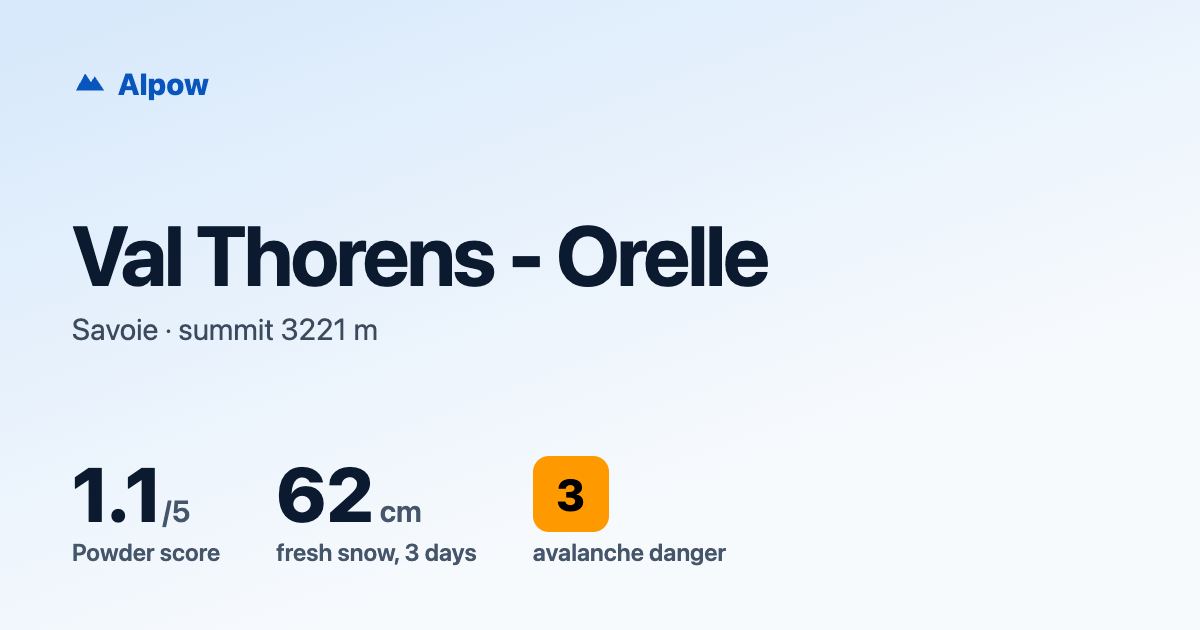 Alpow
Val Thorens - Orelle
Savoie · summit 3221 m
1.1/5 62 cm 3
Powder score fresh snow, 3 days avalanche danger